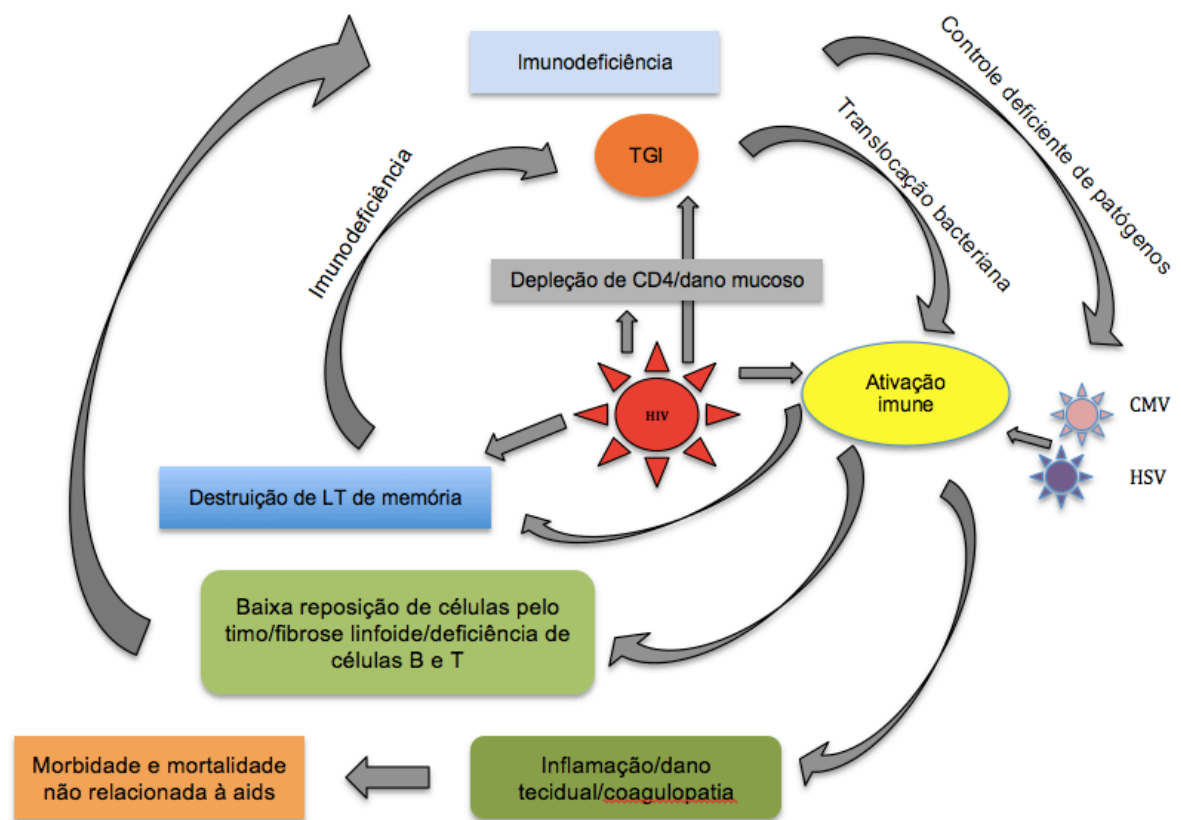 Imunodeficiência
Controle deficiente de patógenos
TGI
Translocação bacteriana
Imunodeficiência
Depleção de CD4/dano mucoso
HIV
Ativação
imune
CMV
HSV
Destruição de LT de memória
Baixa reposição de células pelo
timo/fibrose linfoide/deficiência de
células B e T
Morbidade e mortalidade
não relacionada à aids
Inflamação/dano
tecidual/coagulopatia